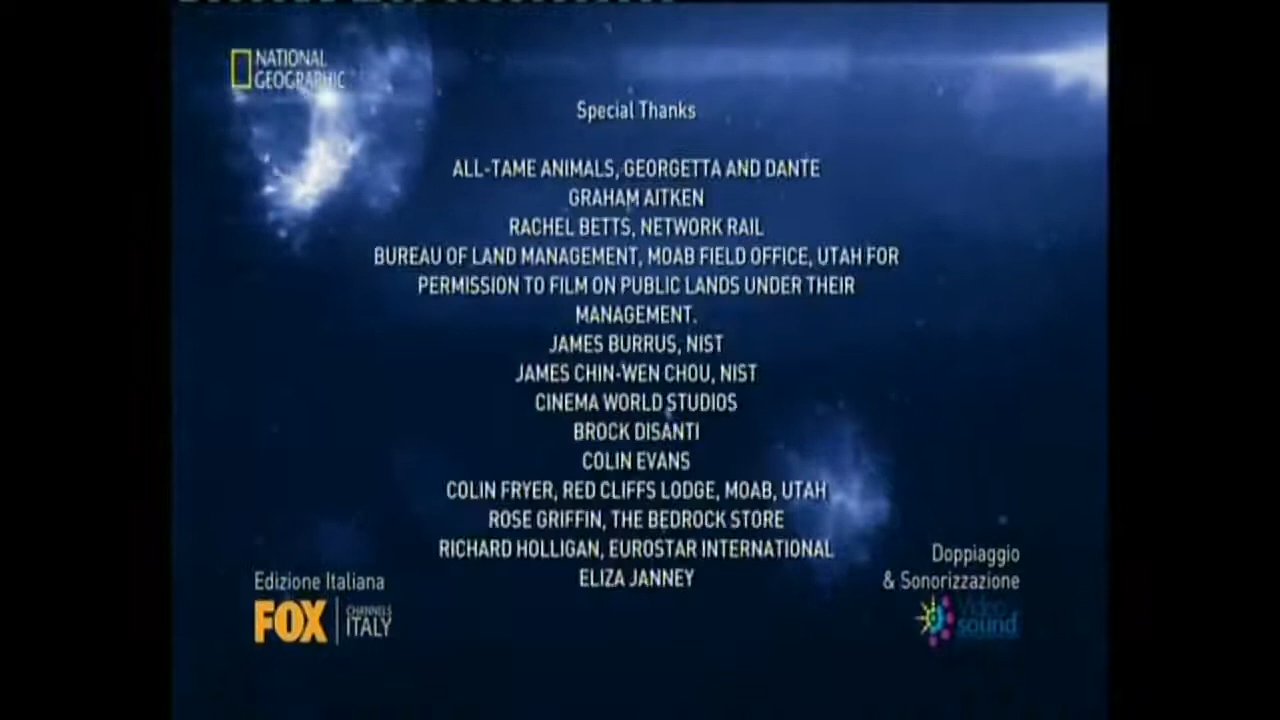 NATIONAL
GEOGRAPHIC
Special Thanks
ALL-TAME ANIMALS, GEORGETTA AND DANTE
GRAHAM AITKEN
RACHEL BETTS, NETWORK RAIL
BUREAU OF LAND MANAGEMENT, MOAB FIELD OFFICE, UTAH FOR
PERMISSION TO FILM ON PUBLIC LANDS UNDER THEIR
MANAGEMENT.
JAMES BURRUS, NIST
JAMES CHIN-WEN CHOU, NIST
CINEMA WORLD STUDIOS
BROCK DISANTI
COLIN EVANS
COLIN FRYER, RED CLIFFS LODGE, MOAB, UTAH
ROSE GRIFFIN, THE BEDROCK STORE
RICHARD HOLLIGAN, EUROSTAR INTERNATIONAL
ELIZA JANNEY
Edizione Italiana
FOX CHANNELS
ITALY
Doppiaggio
& Sonorizzazione
Video
sound